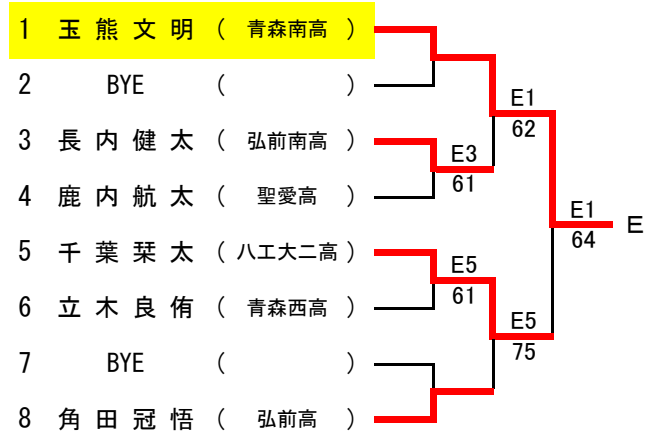 1 玉熊文明 ( 青森南高 )
2 BYE ( )
3 長内健太 ( 弘前南高 )
4 鹿内航太 ( 聖愛高 )
5 千葉栞太 ( 八工大二高 )
6 立木良侑 ( 青森西高 )
7 BYE ( )
8 角田冠悟 ( 弘前高 )
E3
61
E5
61
E1
62
E5
75
E1
64
E